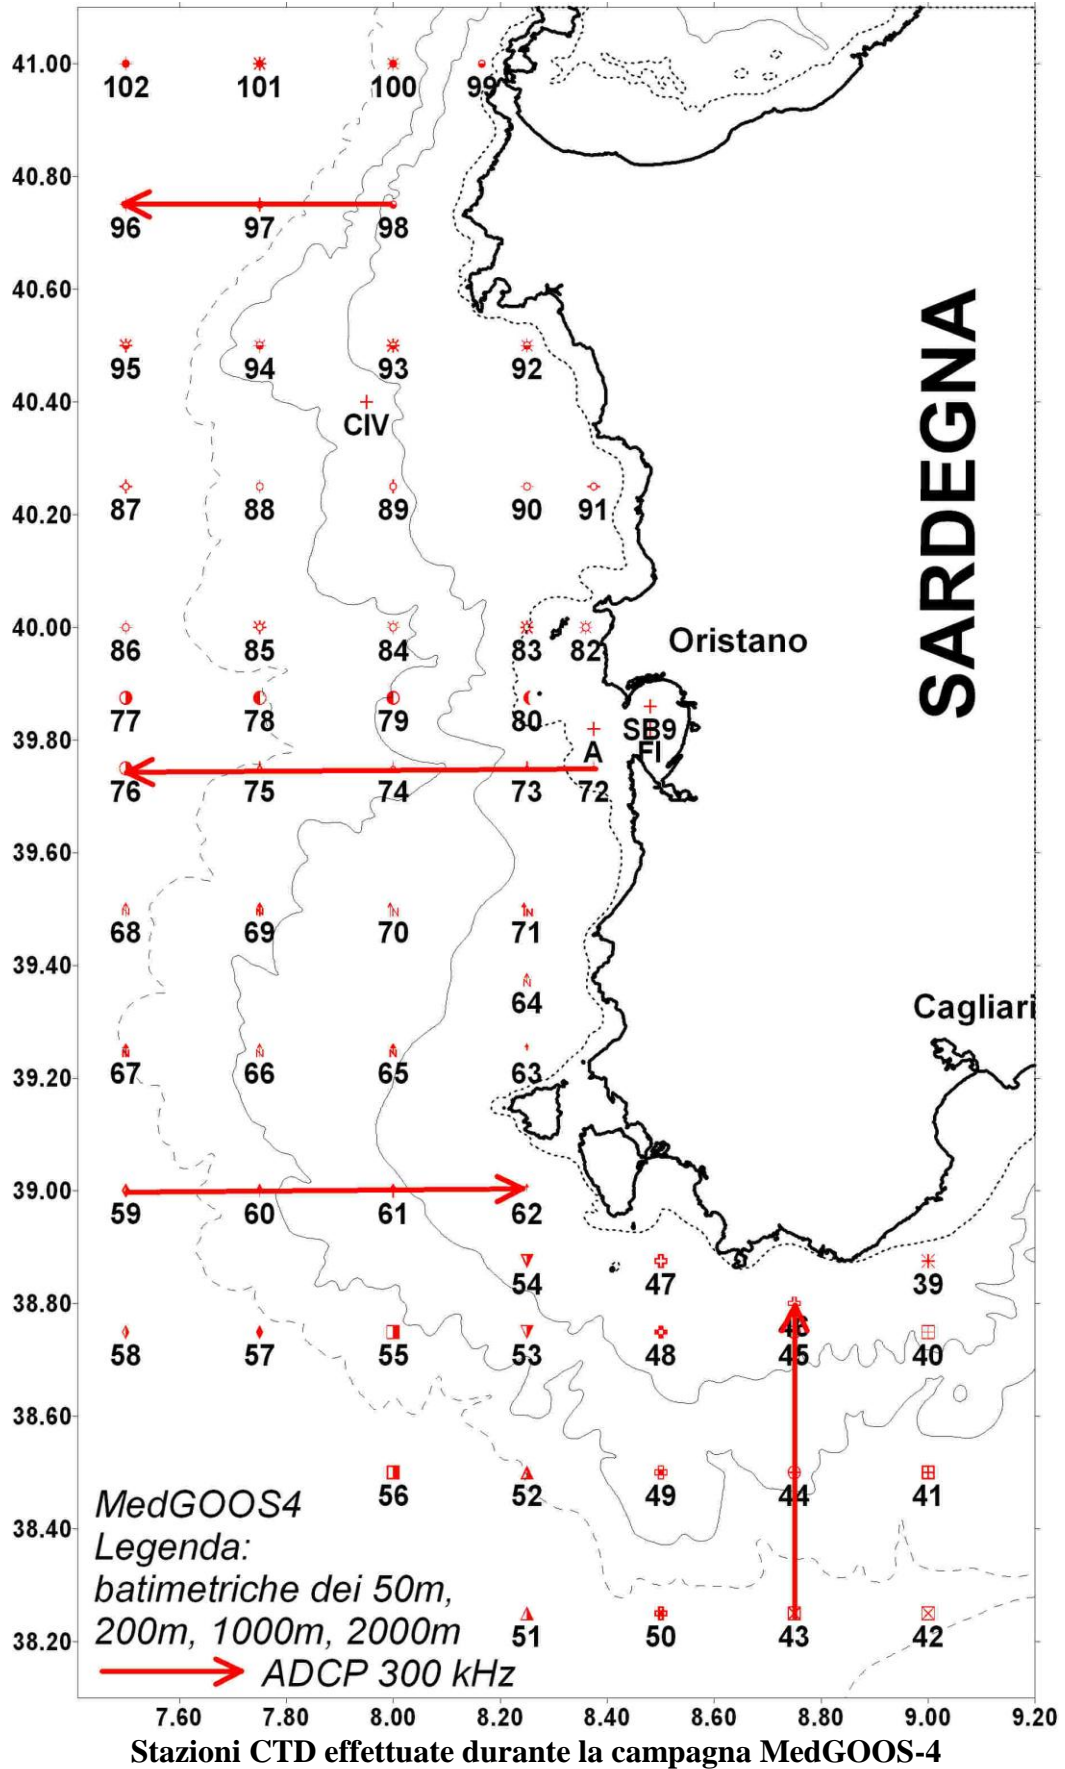 41.00
102 101 100 99
40.80
96 97 98
40.60
95 94 93 92
40.40
CIV
87 88 89 90 91
40.20
SARDEGNA
40.00
86 85 84 83 82
Oristano
77 78 79 80
SB9
39.80
A FI
76 75 74 73 72
39.60
68 69 70 71
39.40
64
Cagliari
67 66 65 63
39.20
39.00
59 60 61 62
54 47 39
38.80
46
58 57 55 53 48 45 40
38.60
56 52 49 44 41
MedGOOS4
38.40
Legenda:
batimetriche dei 50m,
200m, 1000m, 2000m
51 50 43 42
38.20
ADCP 300 kHz
7.60 7.80 8.00 8.20 8.40 8.60 8.80 9.00 9.20
Stazioni CTD effettuate durante la campagna MedGOOS-4